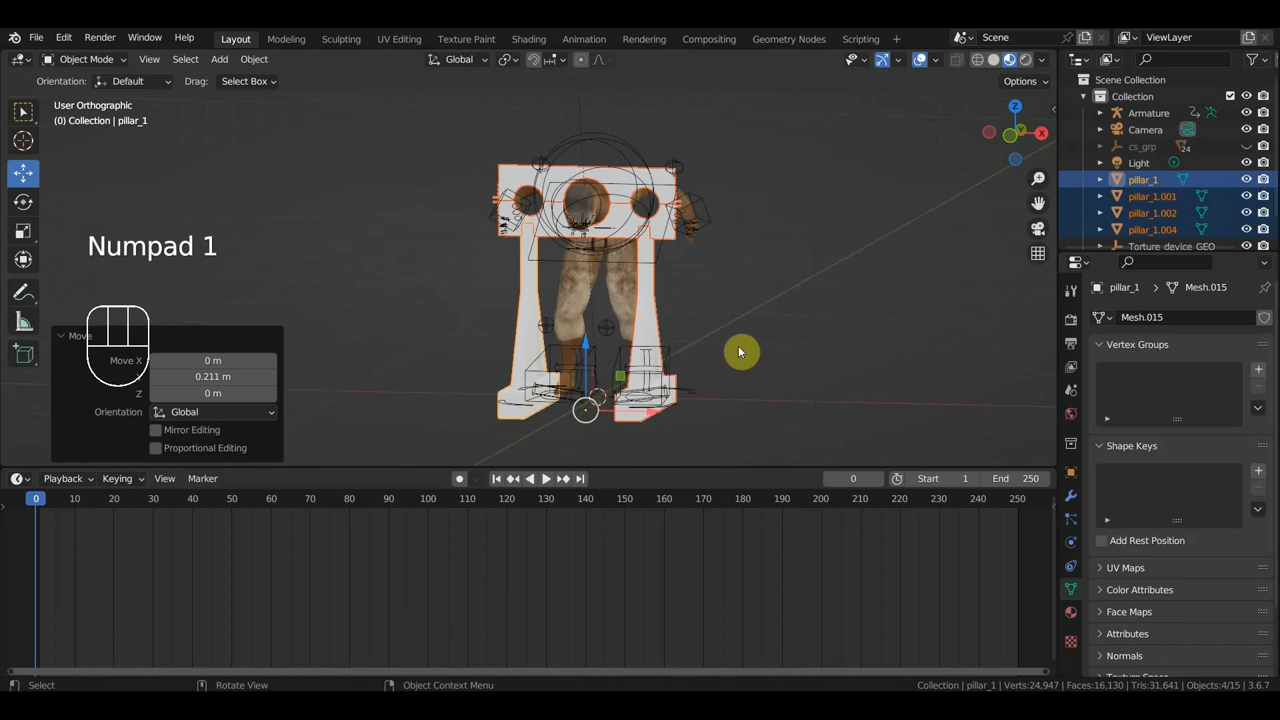 File Edit Render Window Help Layout Modeling Sculpting UV Editing Texture Paint Shading Animation Rendering Compositing Geometry Nodes Scripting + Scene ViewLayer
Object Mode View Select Add Object Global
Orientation: Default Drag: Select Box Options
Scene Collection
Collection
Armature
Camera
cs_grp 24
Light
pillar_1
pillar_1.001
pillar_1.002
pillar_1.004
Torture_device_GEO
User Orthographic
(0) Collection | pillar_1
Z
X
Y
Numpad 1
Move
Move X 0 m
0.211 m
Z 0 m
Orientation Global
Mirror Editing
Proportional Editing
pillar_1 Mesh.015
Mesh.015
Vertex Groups
Shape Keys
Add Rest Position
UV Maps
Color Attributes
Face Maps
Attributes
Normals
Playback Keying View Marker 0 Start 1 End 250
0 10 20 30 40 50 60 70 80 90 100 110 120 130 140 150 160 170 180 190 200 210 220 230 240 250
Select Rotate View Object Context Menu Collection | pillar_1 | Verts:24,947 | Faces:16,130 | Tris:31,641 | Objects:4/15 | 3.6.7